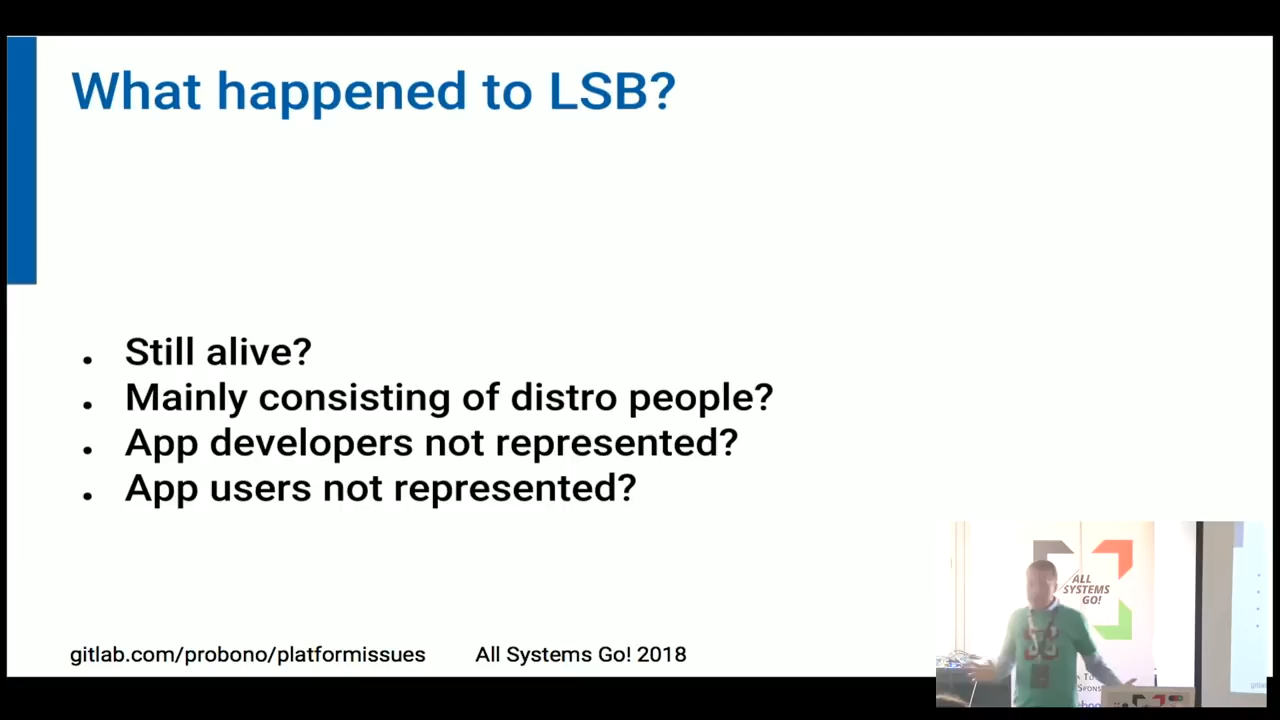 What happened to LSB?
Still alive?
Mainly consisting of distro people?
App developers not represented?
App users not represented?
gitlab.com/probono/platformissues
All Systems Go! 2018
ALL
SYSTEMS
GO!